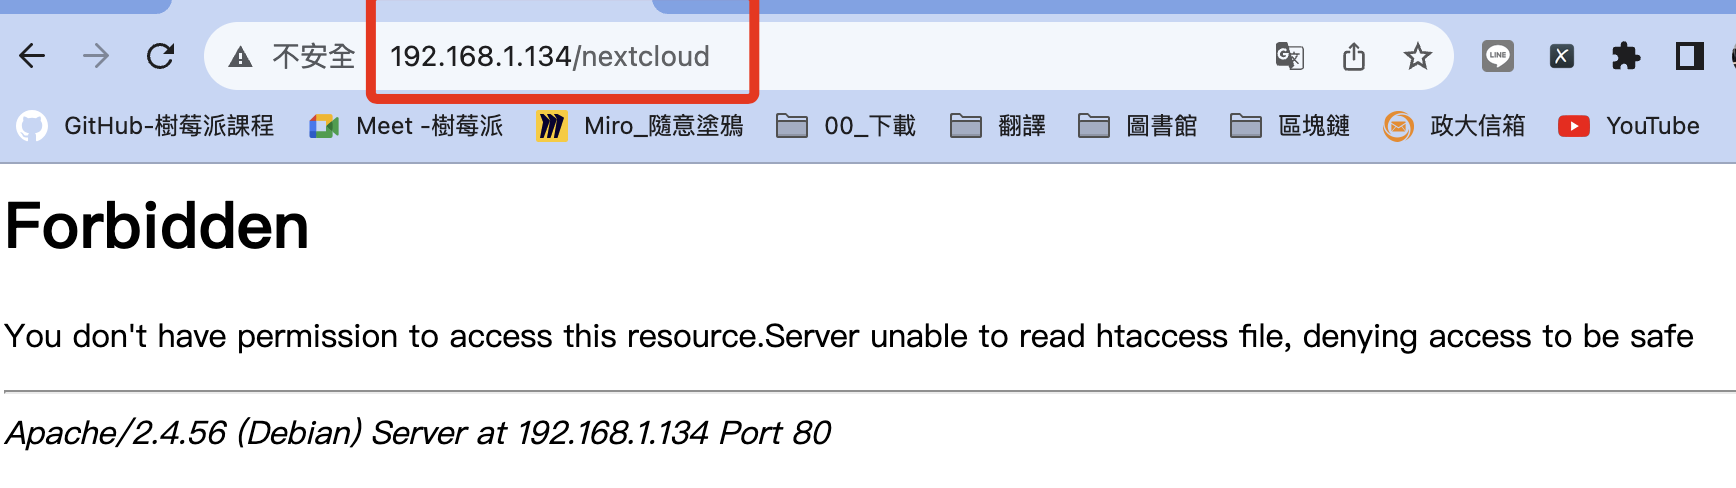 不安全 192.168.1.134/nextcloud
GitHub-樹莓派課程 Meet -樹莓派 Miro_隨意塗鴉 00_下載 翻譯 圖書館 區塊鏈 政大信箱 YouTube
Forbidden
You don't have permission to access this resource.Server unable to read htaccess file, denying access to be safe
Apache/2.4.56 (Debian) Server at 192.168.1.134 Port 80